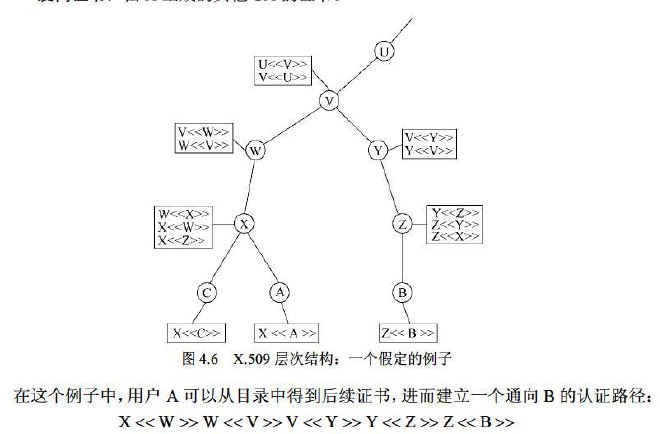 U
U<<V>>
V<<U>>
V
V<<W>>
W<<V>>
W
Y
V<<Y>>
Y<<V>>
W<<X>>
X<<W>>
X<<Z>>
X
Z
Y<<Z>>
Z<<Y>>
Z<<X>>
C
A
B
X<<C>>
X << A >>
Z<< B >>
图 4.6 X.509 层次结构：一个假定的例子
在这个例子中，用户 A 可以从目录中得到后续证书，进而建立一个通向 B 的认证路径：
X << W >> W << V >> V << Y >> Y << Z >> Z << B >>